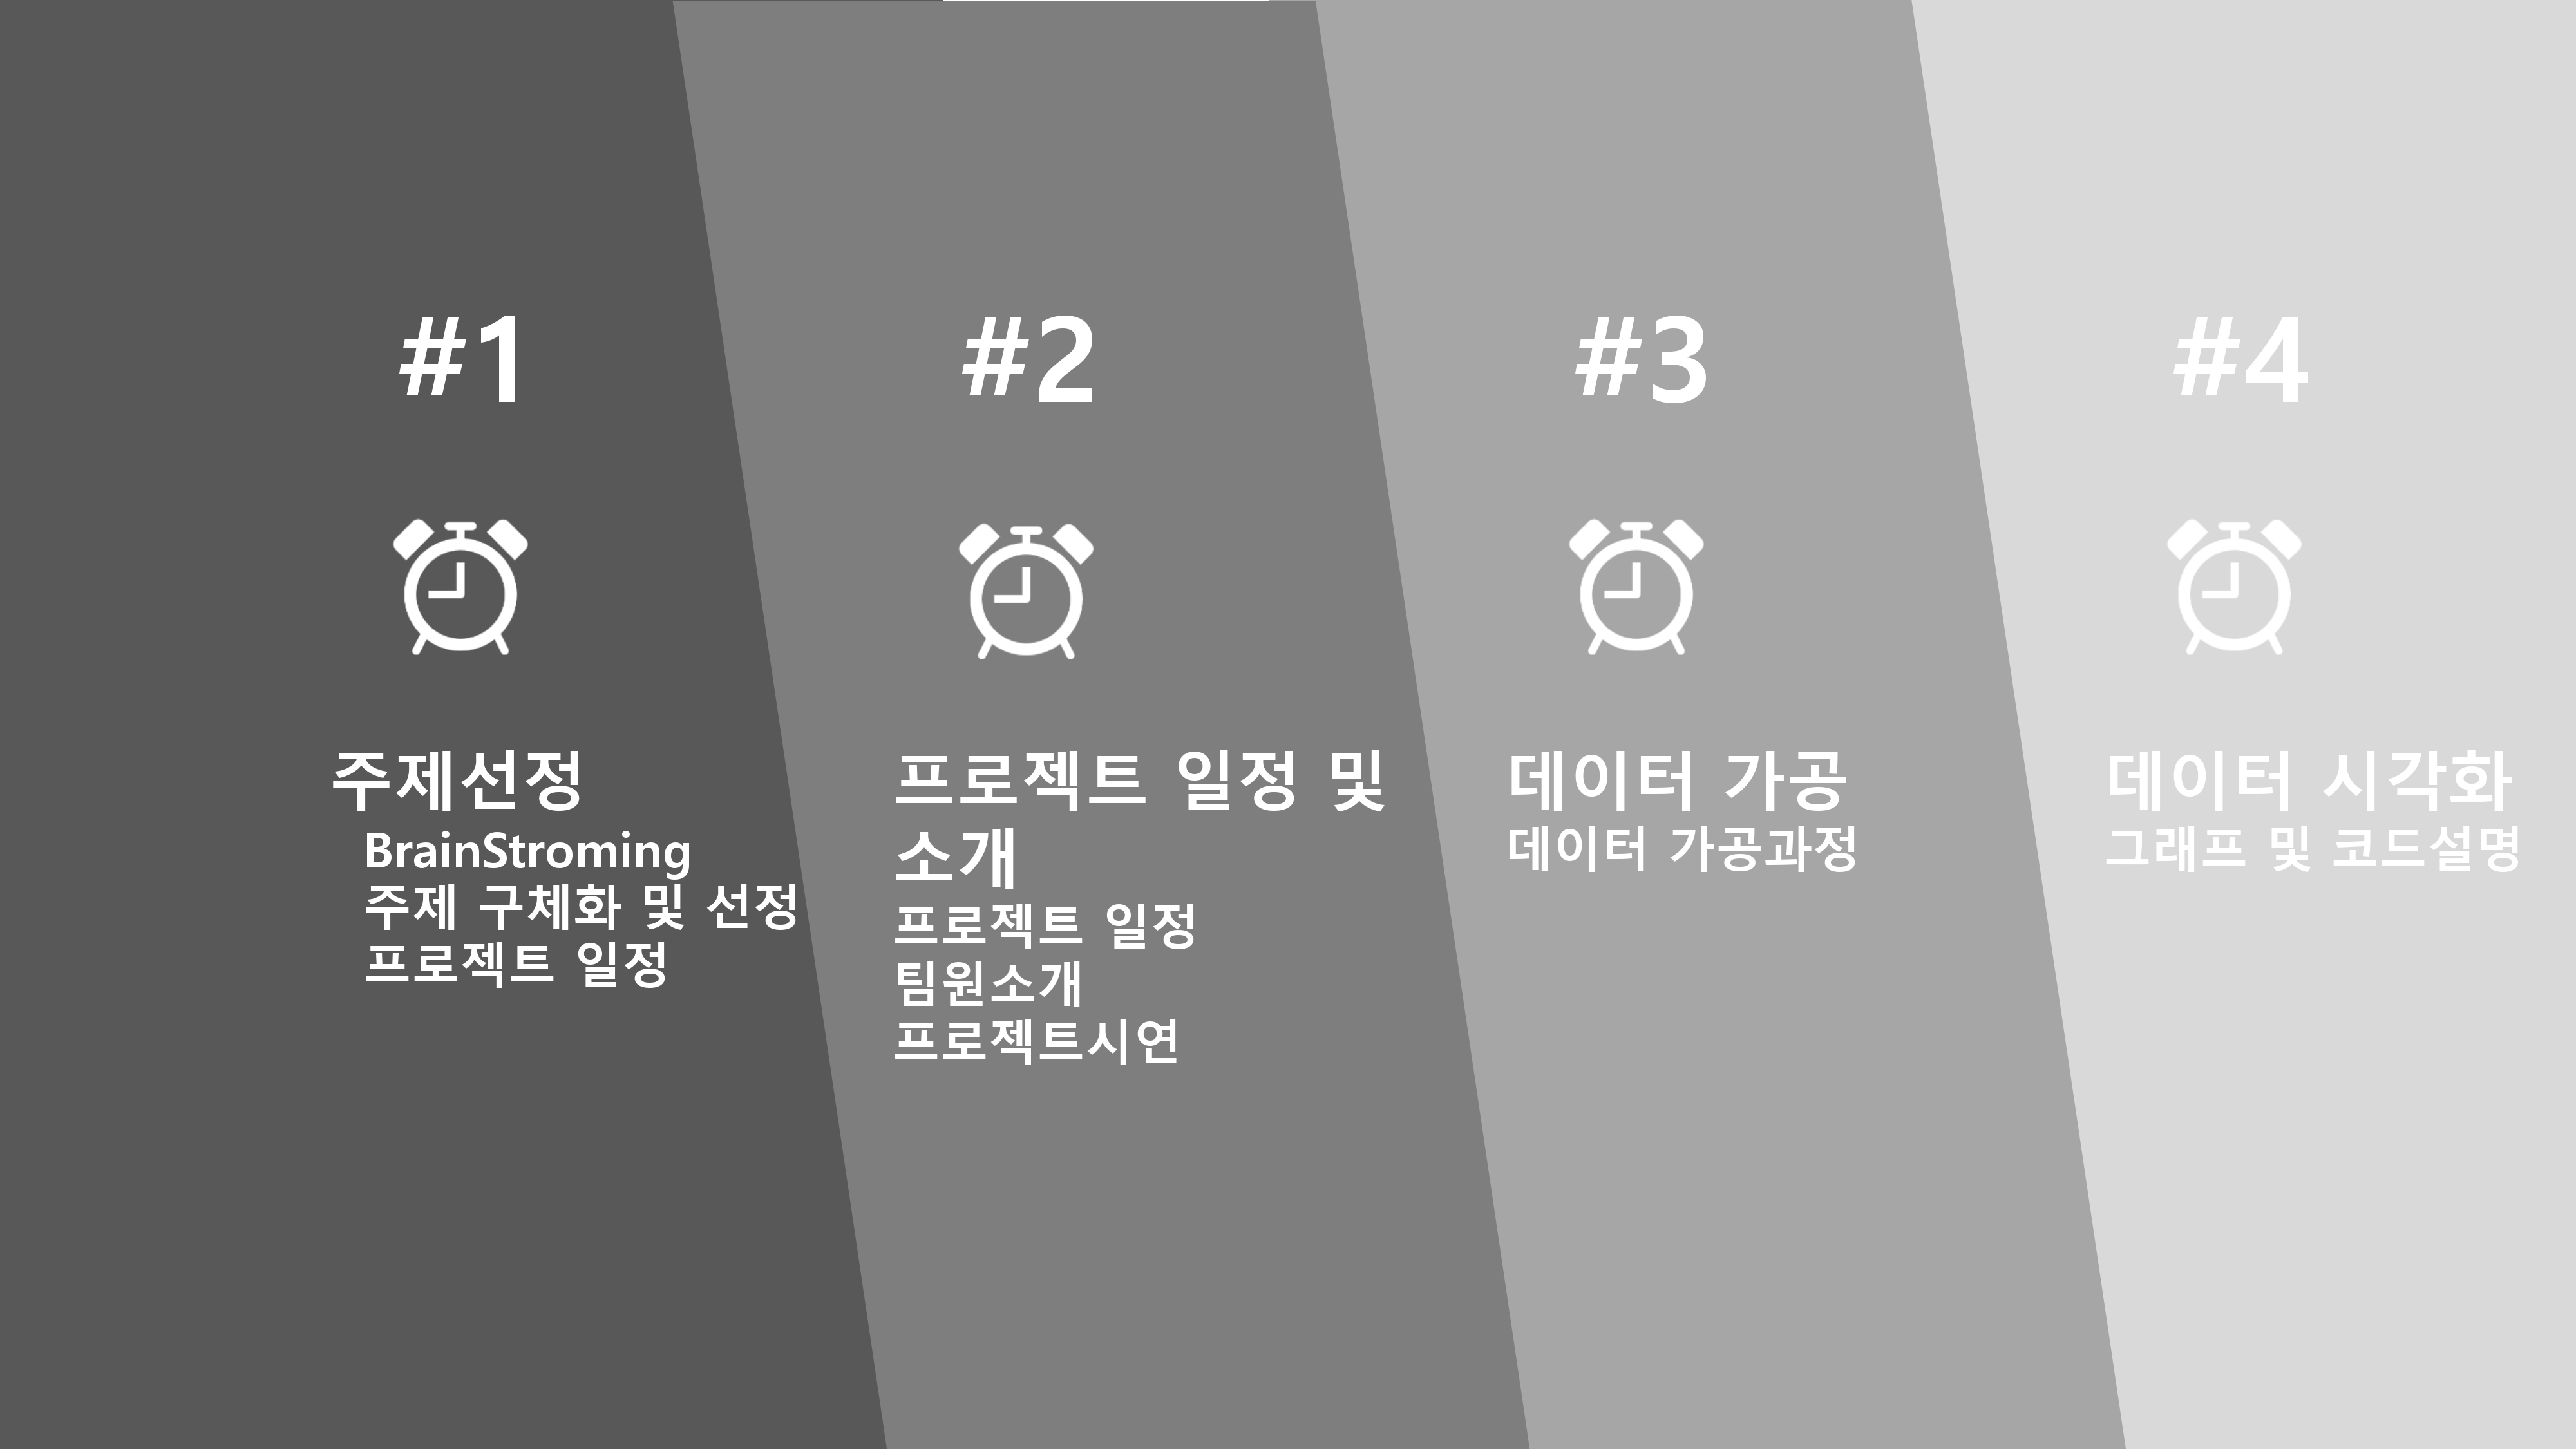 #1
주제선정
BrainStroming
주제 구체화 및 선정
프로젝트 일정
#2
프로젝트 일정 및
소개
프로젝트 일정
팀원소개
프로젝트시연
#3
데이터 가공
데이터 가공과정
#4
데이터 시각화
그래프 및 코드설명